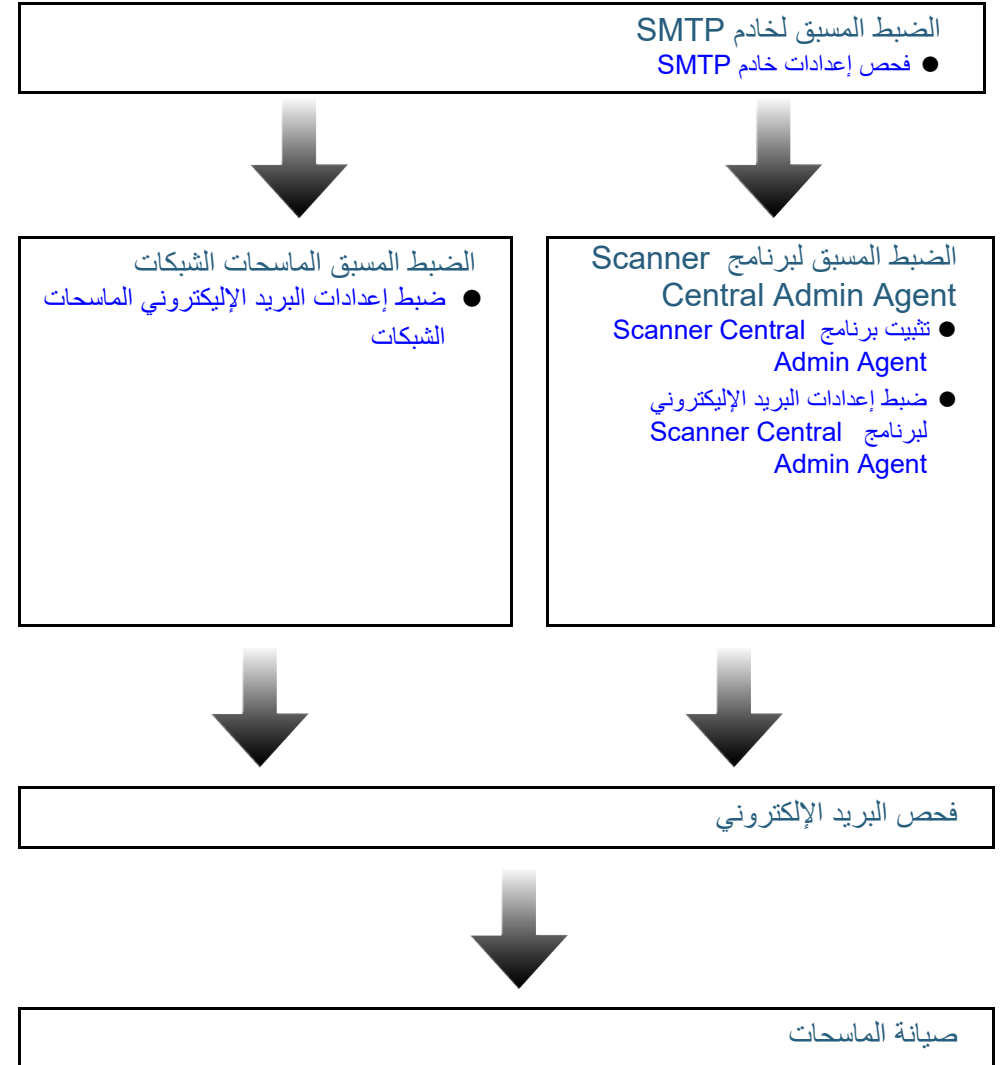 الضبط المسبق لخادم SMTP
● فحص إعدادات خادم SMTP
الضبط المسبق لبرنامج Scanner
Central Admin Agent
● تثبيت برنامج Scanner Central
Admin Agent
● ضبط إعدادات البريد الإليكتروني
لبرنامج Scanner Central
Admin Agent
الضبط المسبق الماسحات الشبكات
● ضبط إعدادات البريد الإليكتروني الماسحات
الشبكات
فحص البريد الإلكتروني
صيانة الماسحات